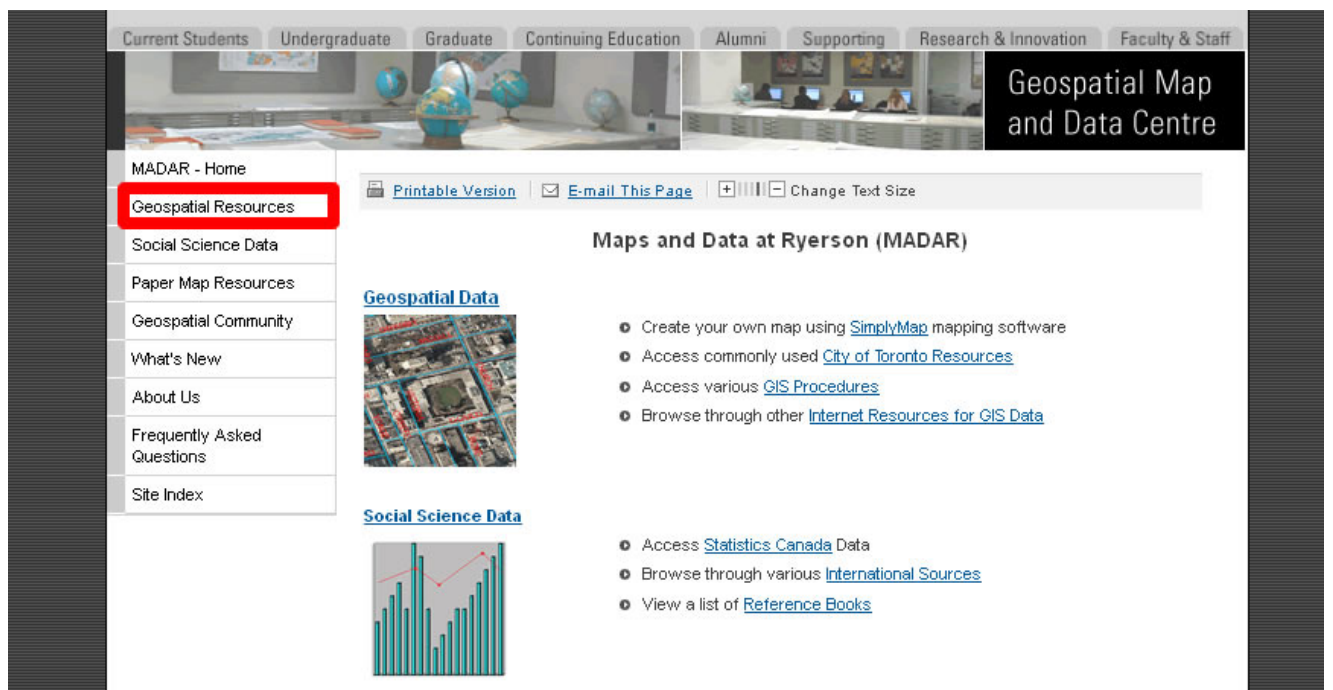 Current Students Undergraduate Graduate Continuing Education Alumni Supporting Research & Innovation Faculty & Staff
Geospatial Map
and Data Centre
MADAR - Home
Geospatial Resources
Social Science Data
Paper Map Resources
Geospatial Community
What's New
About Us
Frequently Asked
Questions
Site Index
Printable Version E-mail This Page Change Text Size
Maps and Data at Ryerson (MADAR)
Geospatial Data
Create your own map using SimplyMap mapping software
Access commonly used City of Toronto Resources
Access various GIS Procedures
Browse through other Internet Resources for GIS Data
Social Science Data
Access Statistics Canada Data
Browse through various International Sources
View a list of Reference Books